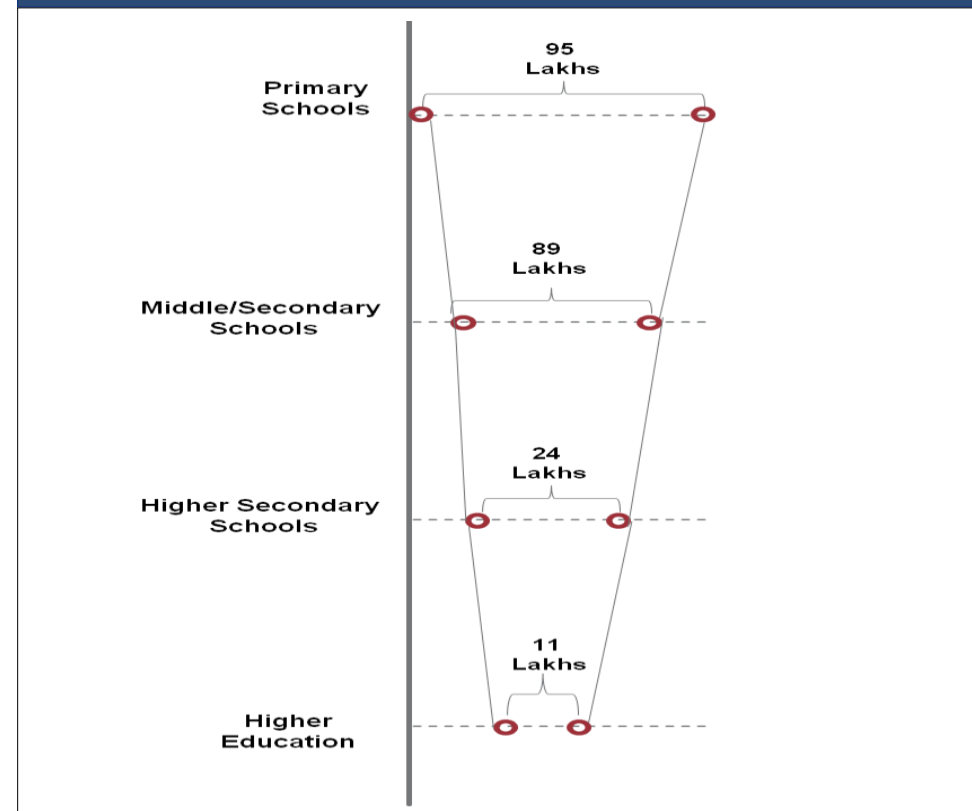 95
Lakhs
Primary
Schools
89
Lakhs
Middle/Secondary
Schools
24
Lakhs
Higher Secondary
Schools
11
Lakhs
Higher
Education